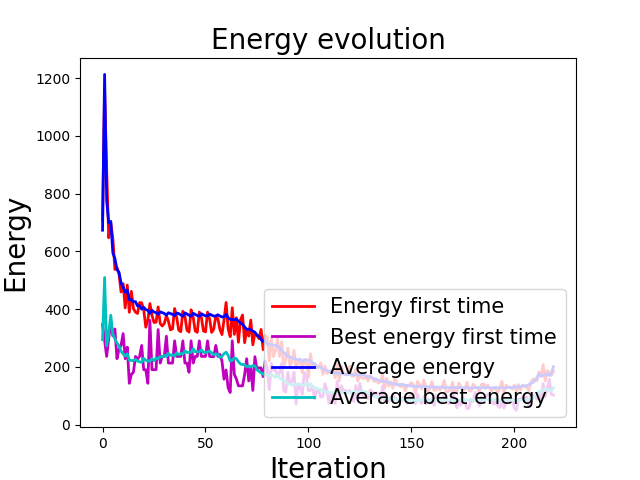 Energy evolution
Energy
1200
1000
800
600
400
200
0
Energy first time
Best energy first time
Average energy
Average best energy
0 50 100 150 200
Iteration